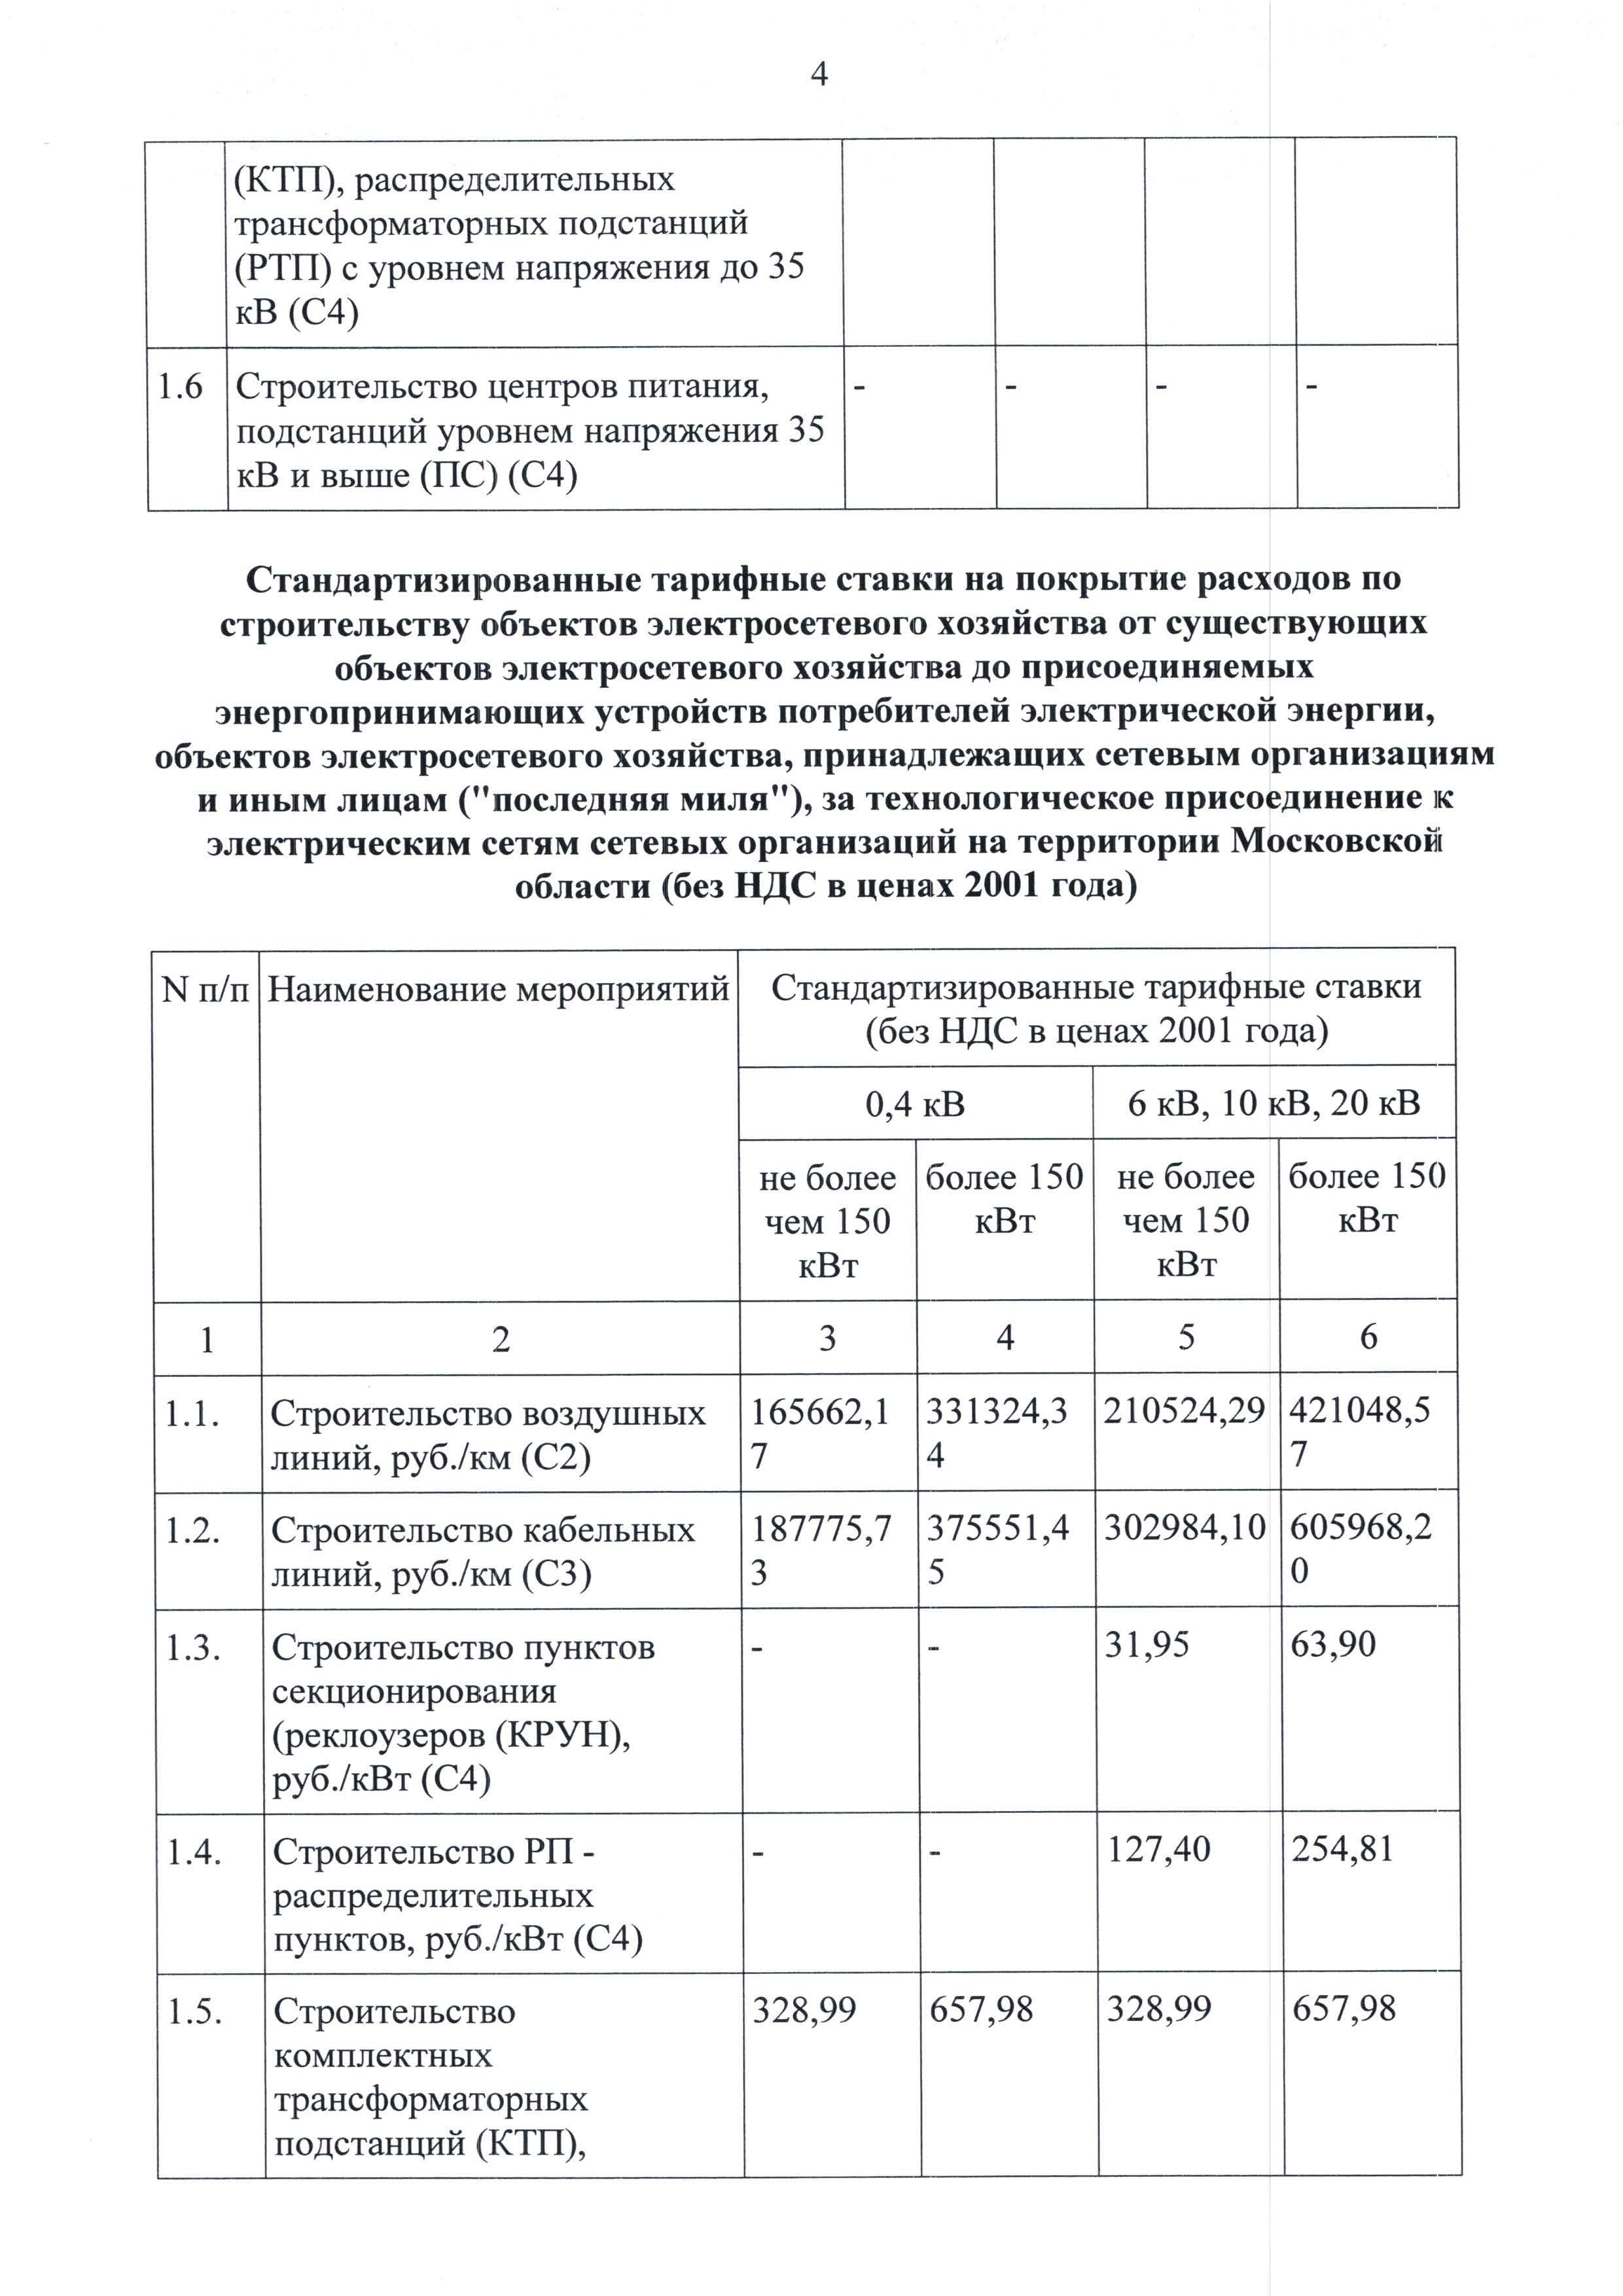 4
(КТП), распределительных
трансформаторных подстанций
(РТП) с уровнем напряжения до 35
кВ (С4)
1.6 Строительство центров питания, - - - -
подстанций уровнем напряжения 35
кВ и выше (ПС) (С4)
Стандартизированные тарифные ставки на покрытие расходов по
строительству объектов электросетевого хозяйства от существующих
объектов электросетевого хозяйства до присоединяемых
энергопринимающих устройств потребителей электрической энергии,
объектов электросетевого хозяйства, принадлежащих сетевым организациям
и иным лицам ("последняя миля"), за технологическое присоединение к
электрическим сетям сетевых организаций на территории Московской
области (без НДС в ценах 2001 года)
N п/п Наименование мероприятий Стандартизированные тарифные ставки
(без НДС в ценах 2001 года)
0,4 кВ 6 кВ, 10 кВ, 20 кВ
не более более 150 не более более 150
чем 150 кВт чем 150 кВт
кВт кВт
1 2 3 4 5 6
1.1. Строительство воздушных 165662,1 331324,3 210524,29 421048,5
линий, руб./км (С2) 7 4 7
1.2. Строительство кабельных 187775,7 375551,4 302984,10 605968,2
линий, руб./км (С3) 3 5 0
1.3. Строительство пунктов - - 31,95 63,90
секционирования
(реклоузеров (КРУН),
руб./кВт (С4)
1.4. Строительство РП - - - 127,40 254,81
распределительных
пунктов, руб./кВт (С4)
1.5. Строительство 328,99 657,98 328,99 657,98
комплектных
трансформаторных
подстанций (КТП),